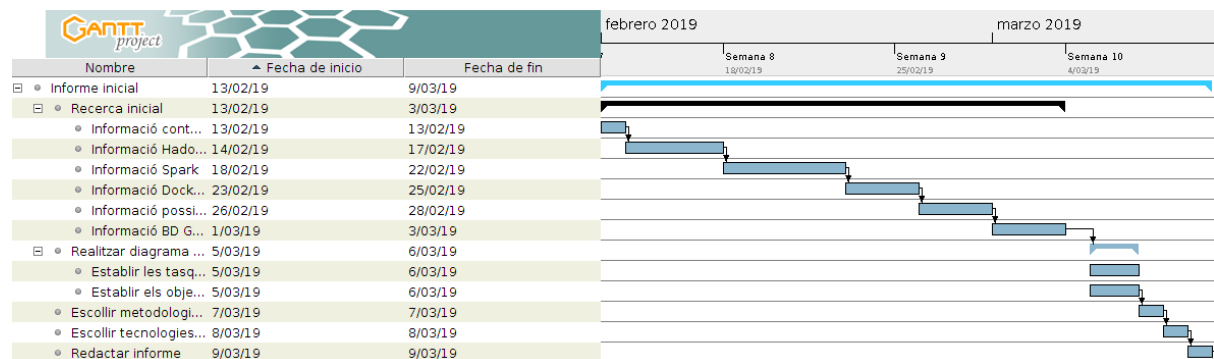 GANTT project
febrero 2019 marzo 2019
Semana 8 Semana 9 Semana 10
18/02/19 25/02/19 4/03/19
Nombre Fecha de inicio Fecha de fin
Informe inicial 13/02/19 9/03/19
Recerca inicial 13/02/19 3/03/19
Informació cont... 13/02/19 13/02/19
Informació Hado... 14/02/19 17/02/19
Informació Spark 18/02/19 22/02/19
Informació Dock... 23/02/19 25/02/19
Informació possi... 26/02/19 28/02/19
Informació BD G... 1/03/19 3/03/19
Realitzar diagrama ... 5/03/19 6/03/19
Establir les tasq... 5/03/19 6/03/19
Establir els obje... 5/03/19 6/03/19
Escollir metodologi... 7/03/19 7/03/19
Escollir tecnologies... 8/03/19 8/03/19
Redactar informe 9/03/19 9/03/19